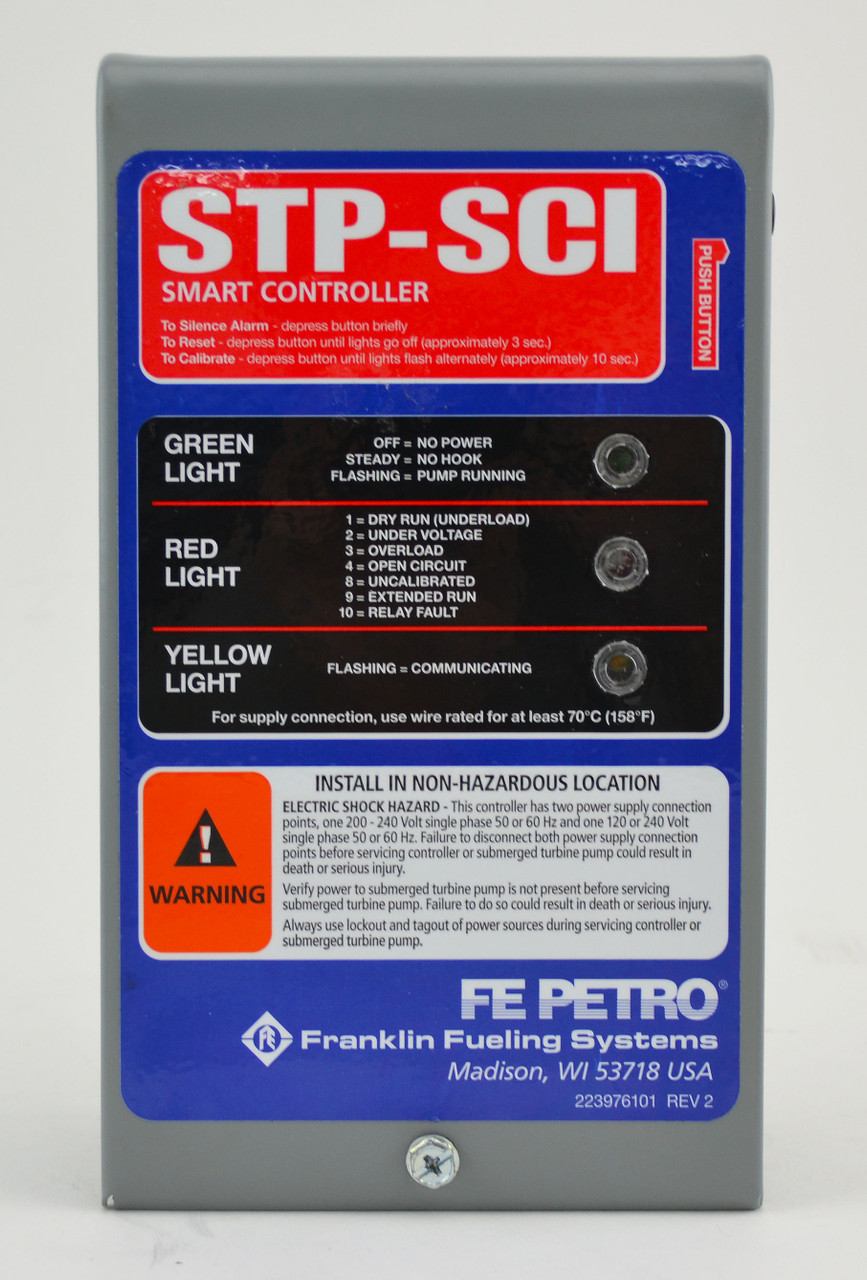 STP-SCI
SMART CONTROLLER
To Silence Alarm - depress button briefly
To Reset - depress button until lights go off (approximately 3 sec.)
To Calibrate - depress button until lights flash alternately (approximately 10 sec.)
PUSH BUTTON
GREEN
LIGHT
OFF = NO POWER
STEADY = NO HOOK
FLASHING = PUMP RUNNING
RED
LIGHT
1 = DRY RUN (UNDERLOAD)
2 = UNDER VOLTAGE
3 = OVERLOAD
4 = OPEN CIRCUIT
8 = UNCALIBRATED
9 = EXTENDED RUN
10 = RELAY FAULT
YELLOW
LIGHT
FLASHING = COMMUNICATING
For supply connection, use wire rated for at least 70°C (158°F)
WARNING
INSTALL IN NON-HAZARDOUS LOCATION
ELECTRIC SHOCK HAZARD - This controller has two power supply connection
points, one 200 - 240 Volt single phase 50 or 60 Hz and one 120 or 240 Volt
single phase 50 or 60 Hz. Failure to disconnect both power supply connection
points before servicing controller or submerged turbine pump could result in
death or serious injury.
Verify power to submerged turbine pump is not present before servicing
submerged turbine pump. Failure to do so could result in death or serious injury.
Always use lockout and tagout of power sources during servicing controller or
submerged turbine pump.
FE PETRO®
Franklin Fueling Systems
Madison, WI 53718 USA
223976101 REV 2